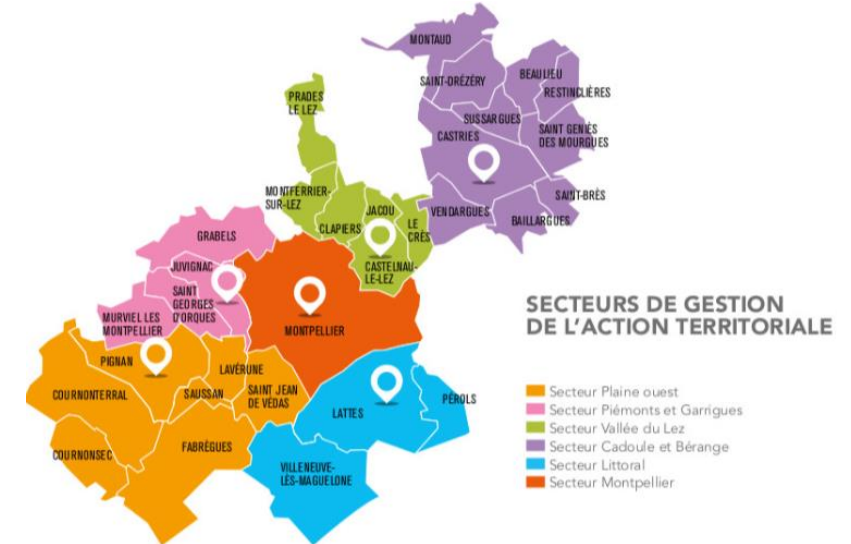 MONTAUD
SAINT-DRÉZÉRY
BEAULIEU
RESTINCLIÈRES
PRADES
LE LEZ
SUSSARGUES
CASTRIES
SAINT GENIÈS
DES MOURGUES
MONTFERRIER-
SUR-LEZ
JACOU
CLAPIERS
LE
CRÈS
VENDARGUES
SAINT-BRÈS
BAILLARGUES
GRABELS
JUVIGNAC
CASTELNAU-
LE-LEZ
SAINT
GEORGES
D'ORQUES
MURVIEL LES
MONTPELLIER
MONTPELLIER
SECTEURS DE GESTION
DE L'ACTION TERRITORIALE
PIGNAN
LAVÉRUNE
COURNONTERRAL
SAUSSAN
SAINT JEAN
DE VÉDAS
LATTES
PÉROLS
COURNONSEC
FABRÈGUES
VILLENEUVE-
LÈS-MAGUELONE
Secteur Plaine ouest
Secteur Piémonts et Garrigues
Secteur Vallée du Lez
Secteur Cadoule et Bérange
Secteur Littoral
Secteur Montpellier